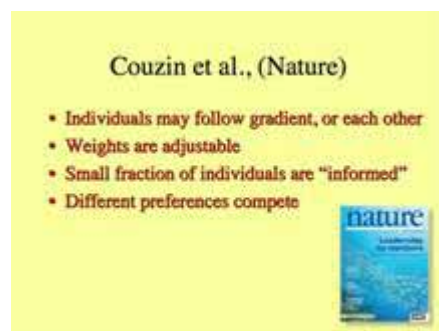 Couzin et al., (Nature)
• Individuals may follow gradient, or each other
• Weights are adjustable
• Small fraction of individuals are “informed”
• Different preferences compete
nature